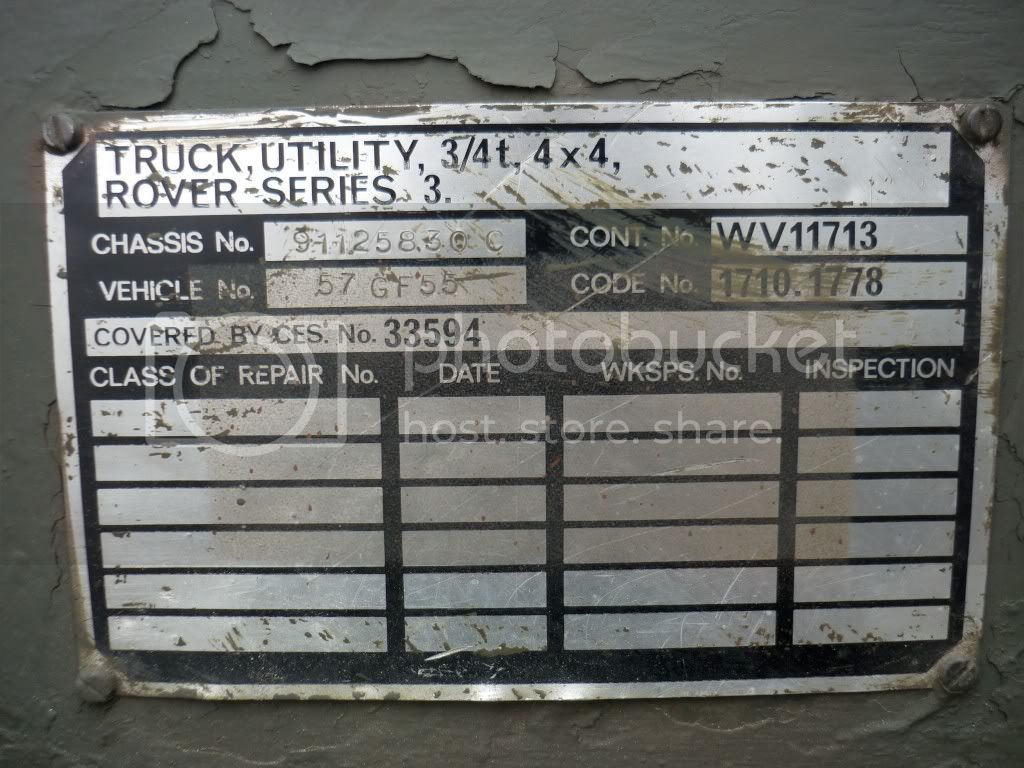 TRUCK, UTILITY, 3/4t, 4x4,
ROVER SERIES 3.
CHASSIS No. 91125830 C CONT No. WV.11713
VEHICLE No. 57 GF 55 CODE No. 1710.1778
COVERED BY CES. No. 33594
CLASS OF REPAIR No. DATE WKSPS. No. INSPECTION
photobucket
host. store. share.